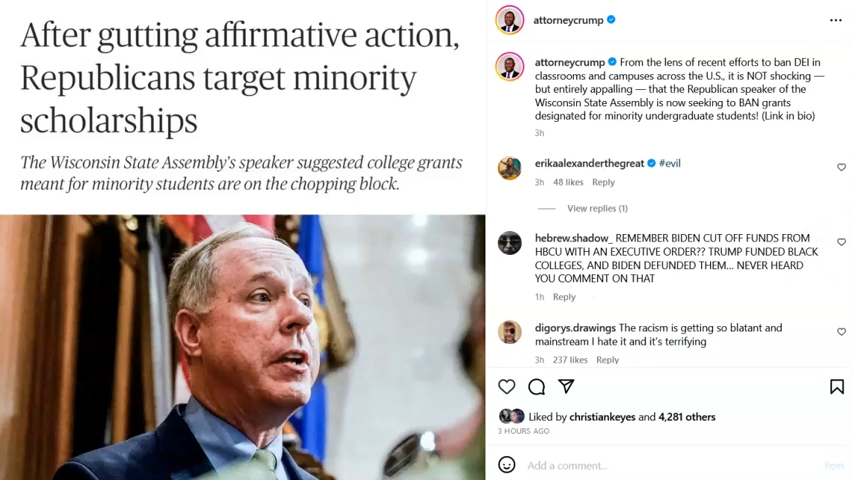 After gutting affirmative action,
Republicans target minority
scholarships
The Wisconsin State Assembly's speaker suggested college grants
meant for minority students are on the chopping block.
attorneycrump
attorneycrump From the lens of recent efforts to ban DEI in
classrooms and campuses across the U.S., it is NOT shocking —
but entirely appalling — that the Republican speaker of the
Wisconsin State Assembly is now seeking to BAN grants
designated for minority undergraduate students! (Link in bio)
3h
erikaalexanderthegreat #evil
3h 48 likes Reply
View replies (1)
hebrew.shadow_ REMEMBER BIDEN CUT OFF FUNDS FROM
HBCU WITH AN EXECUTIVE ORDER?? TRUMP FUNDED BLACK
COLLEGES, AND BIDEN DEFUNDED THEM... NEVER HEARD
YOU COMMENT ON THAT
1h Reply
digorys.drawings The racism is getting so blatant and
mainstream I hate it and it's terrifying
3h 237 likes Reply
Liked by christiankeyes and 4,281 others
3 HOURS AGO
Add a comment...
Post